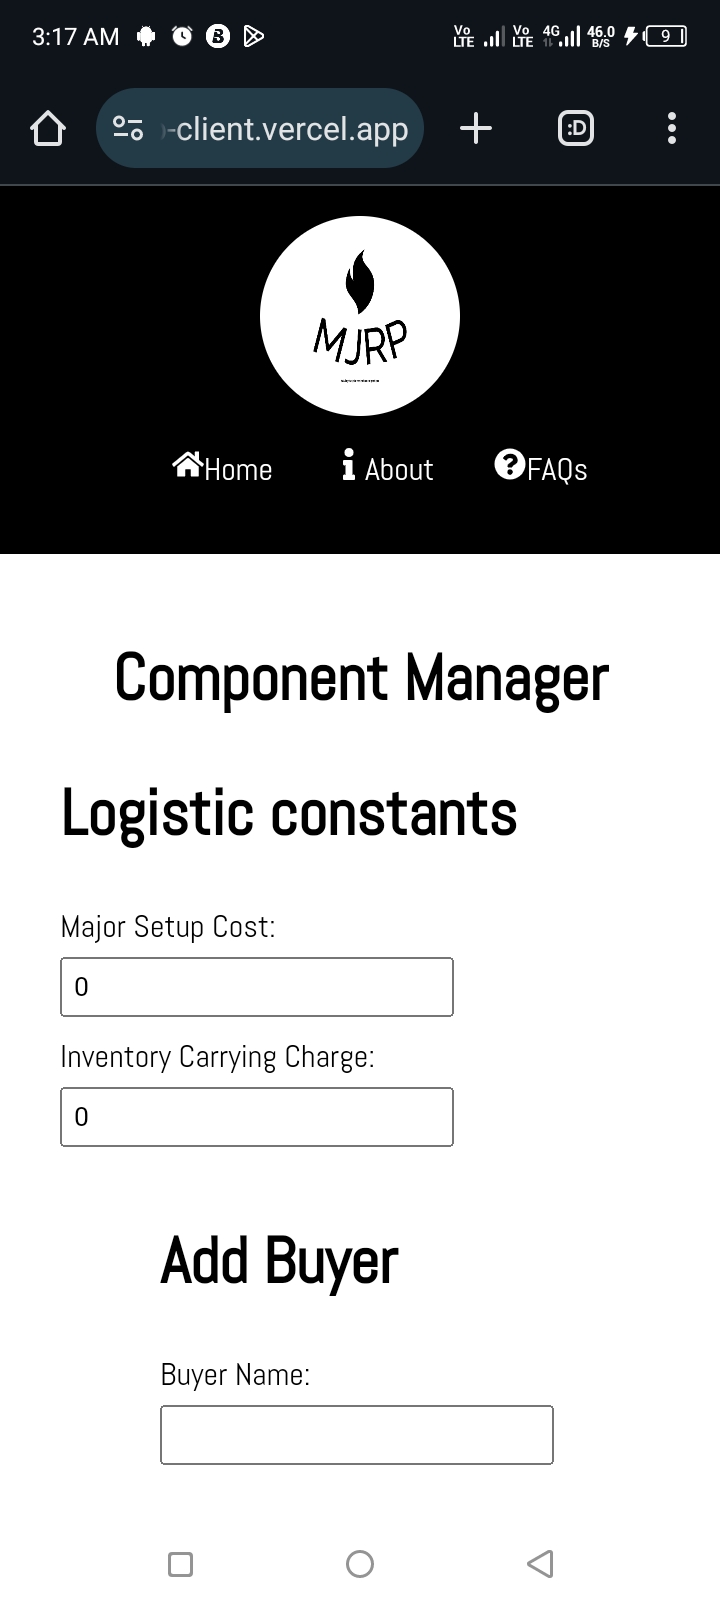 3:17 AM
B
Vo LTE Vo LTE 4G 46.0 B/S 9
-client.vercel.app
:D
MJRP
Home About FAQs
Component Manager
Logistic constants
Major Setup Cost:
0
Inventory Carrying Charge:
0
Add Buyer
Buyer Name: